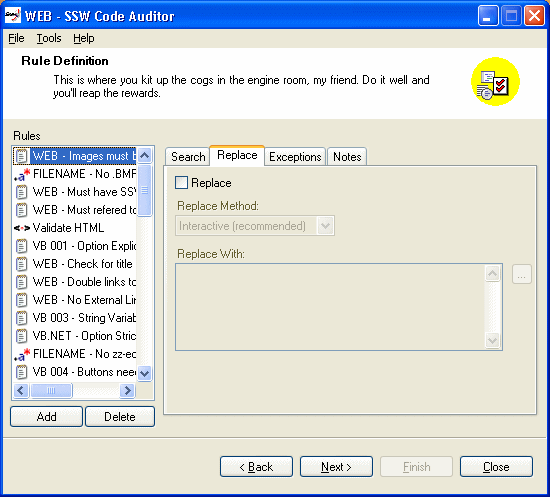 WEB - SSW Code Auditor
File Tools Help
Rule Definition
This is where you kit up the cogs in the engine room, my friend. Do it well and
you'll reap the rewards.
Rules
WEB - Images must b
FILENAME - No .BMP
WEB - Must have SSW
WEB - Must refered to
Validate HTML
VB 001 - Option Explic
WEB - Check for title
WEB - Double links to
WEB - No External Lin
VB 003 - String Variab
VB.NET - Option Stric
FILENAME - No zz-ec
VB 004 - Buttons need
Add Delete
Search Replace Exceptions Notes
Replace
Replace Method:
Interactive (recommended)
Replace With:
...
< Back Next > Finish Close